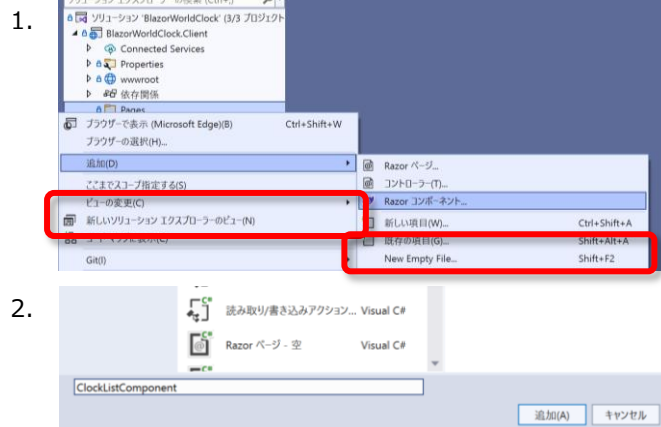 1.
ソリューション 'BlazorWorldClock' (3/3 プロジェクト
BlazorWorldClock.Client
Connected Services
Properties
wwwroot
依存関係
Pages
ブラウザーで表示 (Microsoft Edge)(B) Ctrl+Shift+W
ブラウザーの選択(H)...
追加(D)
ここまでスコープ指定する(S)
ビューの変更(C)
新しいソリューション エクスプローラーのビュー(N)
Git(I)
Razor ページ...
コントローラー(T)...
Razor コンポーネント...
新しい項目(W)... Ctrl+Shift+A
既存の項目(G)... Shift+Alt+A
New Empty File... Shift+F2
2.
読み取り/書き込みアクション... Visual C#
Razor ページ - 空 Visual C#
ClockListComponent
追加(A) キャンセル